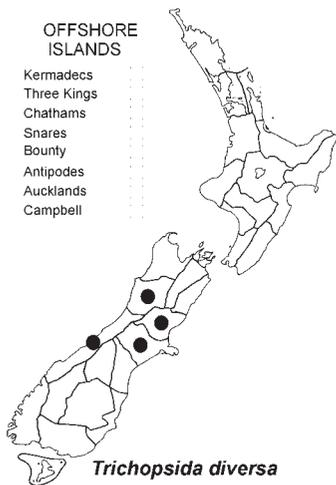 OFFSHORE
ISLANDS
Kermadecs
Three Kings
Chathams
Snares
Bounty
Antipodes
Aucklands
Campbell
Trichopsida diversa